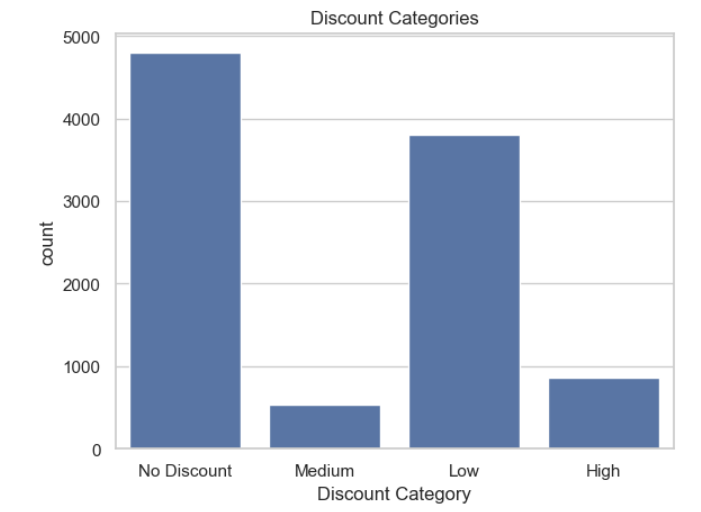 Discount Categories
5000
4000
3000
2000
1000
0
count
No Discount Medium Low High
Discount Category